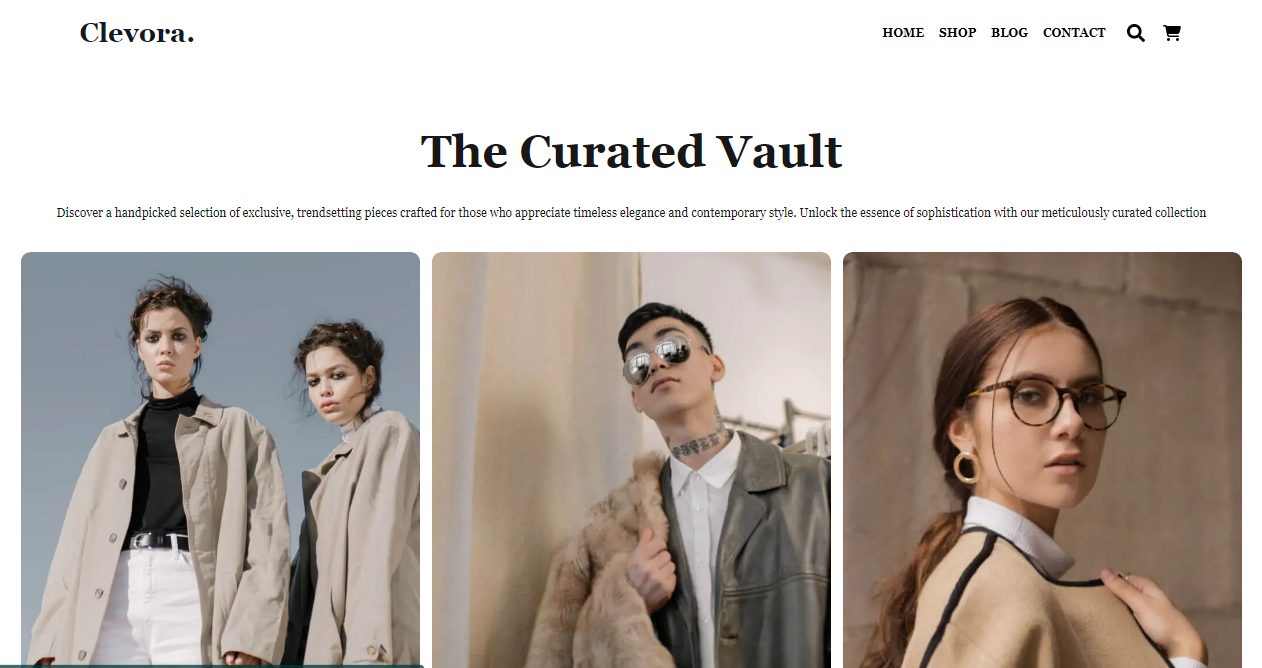 Clevora.
HOME SHOP BLOG CONTACT
The Curated Vault
Discover a handpicked selection of exclusive, trendsetting pieces crafted for those who appreciate timeless elegance and contemporary style. Unlock the essence of sophistication with our meticulously curated collection